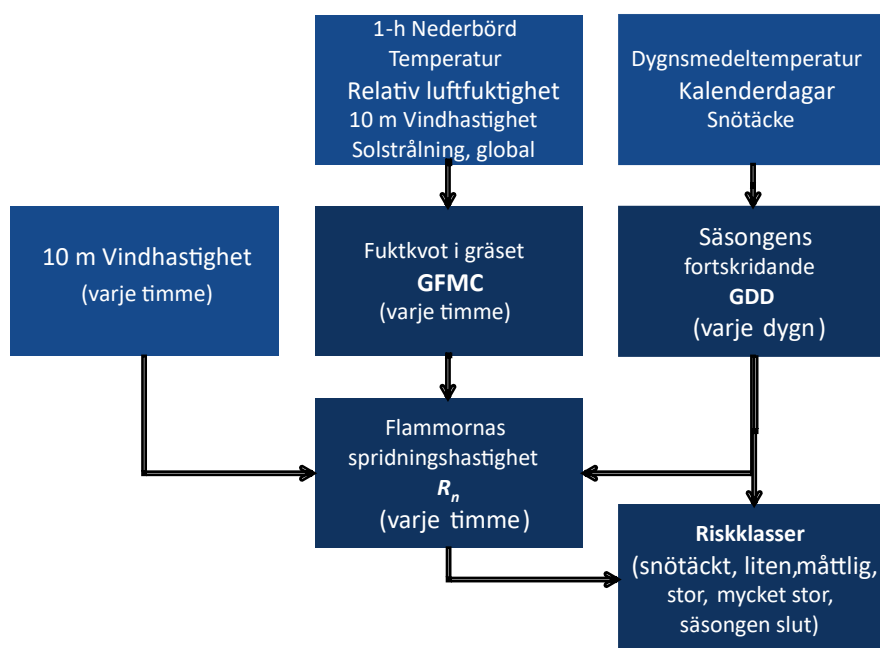 1-h Nederbörd
Temperatur
Relativ luftfuktighet
10 m Vindhastighet
Solstrålning, global
Dygnsmedeltemperatur
Kalenderdagar
Snötäcke
10 m Vindhastighet
(varje timme)
Fuktkvot i gräset
GFMC
(varje timme)
Säsongens
fortskridande
GDD
(varje dygn)
Flammornas
spridningshastighet
Rn
(varje timme)
Riskklasser
(snötäckt, liten,måttlig,
stor, mycket stor,
säsongen slut)